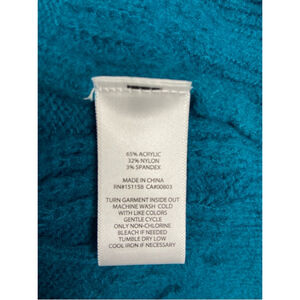 65% ACRYLIC
32% NYLON
3% SPANDEX
MADE IN CHINA
RN#151158 CA#00803
TURN GARMENT INSIDE OUT
MACHINE WASH COLD
WITH LIKE COLORS
GENTLE CYCLE
ONLY NON-CHLORINE
BLEACH IF NEEDED
TUMBLE DRY LOW
COOL IRON IF NECESSARY